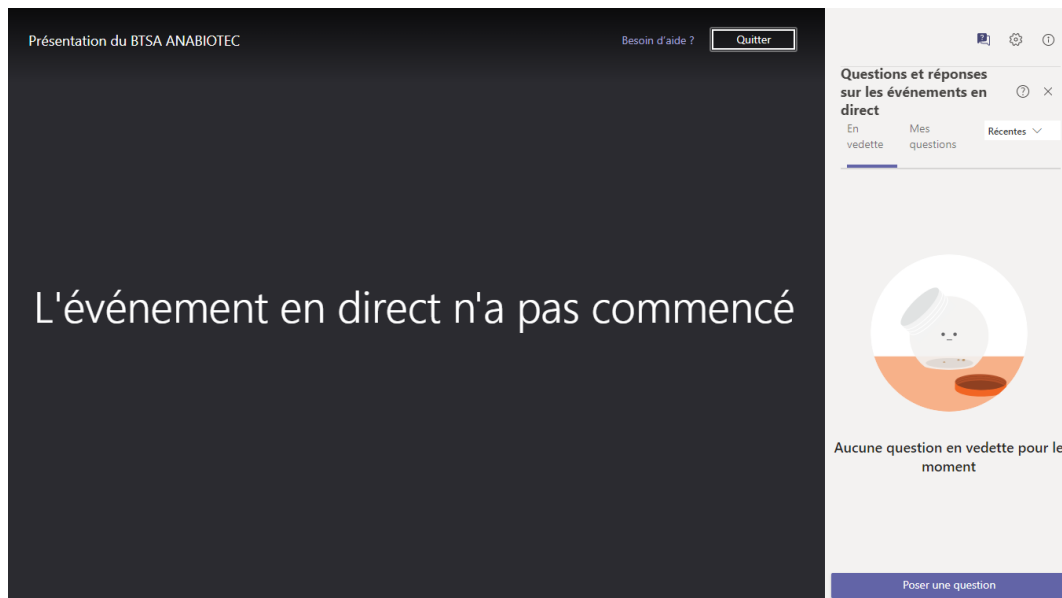 Présentation du BTSA ANABIOTEC
Besoin d'aide ?
Quitter
L'événement en direct n'a pas commencé
Questions et réponses
sur les événements en
direct
En
vedette
Mes
questions
Récentes
Aucune question en vedette pour le
moment
Poser une question